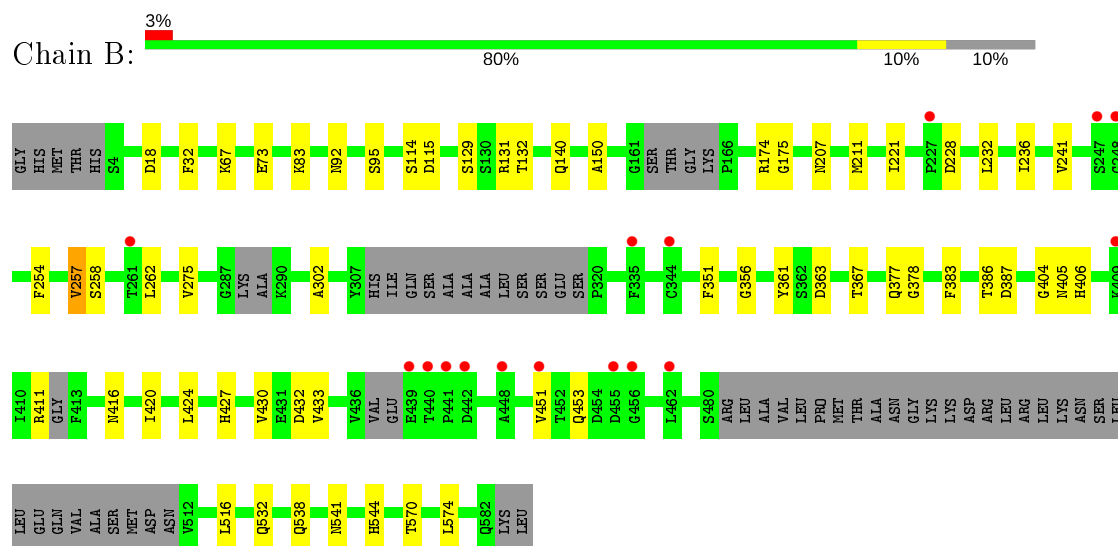 3%
Chain B:
80% 10% 10%
GLY HIS MET THR HIS S4 D18 F32 K67 E73 K83 N92 S95 S114 D115 S129 S130 R131 T132 Q140 A150 G161 SER THR GLY LYS P166 R174 G175 N207 M211 I221 P227 D228 L232 I236 V241 S247 G248
F254 V257 S258 T261 L262 V275 G287 LYS ALA K290 A302 Y307 HIS ILE GLN SER ALA ALA ALA LEU SER SER GLU SER P320 F335 C344 F351 G356 Y361 S362 D363 T367 Q377 G378 F383 T386 D387 G404 N405 H406 K409
I410 R411 GLY F413 N416 I420 L424 H427 V430 E431 D432 V433 V436 VAL GLU E439 T440 P441 D442 A448 V451 T452 Q453 D454 D455 G456 L462 S480 ARG LEU ALA VAL LEU PRO MET THR ALA ASN GLY LYS LYS ASP ARG LEU ARG LEU LYS ASN SER LEU
LEU GLU GLN VAL ALA SER MET ASP ASN V512 L516 Q532 Q538 N541 H544 T570 L574 Q582 LYS LEU